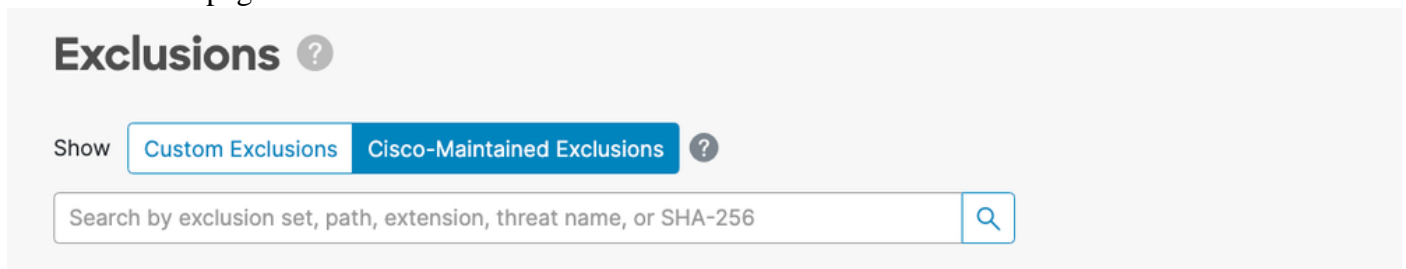 Exclusions ?
Show Custom Exclusions Cisco-Maintained Exclusions ?
Search by exclusion set, path, extension, threat name, or SHA-256